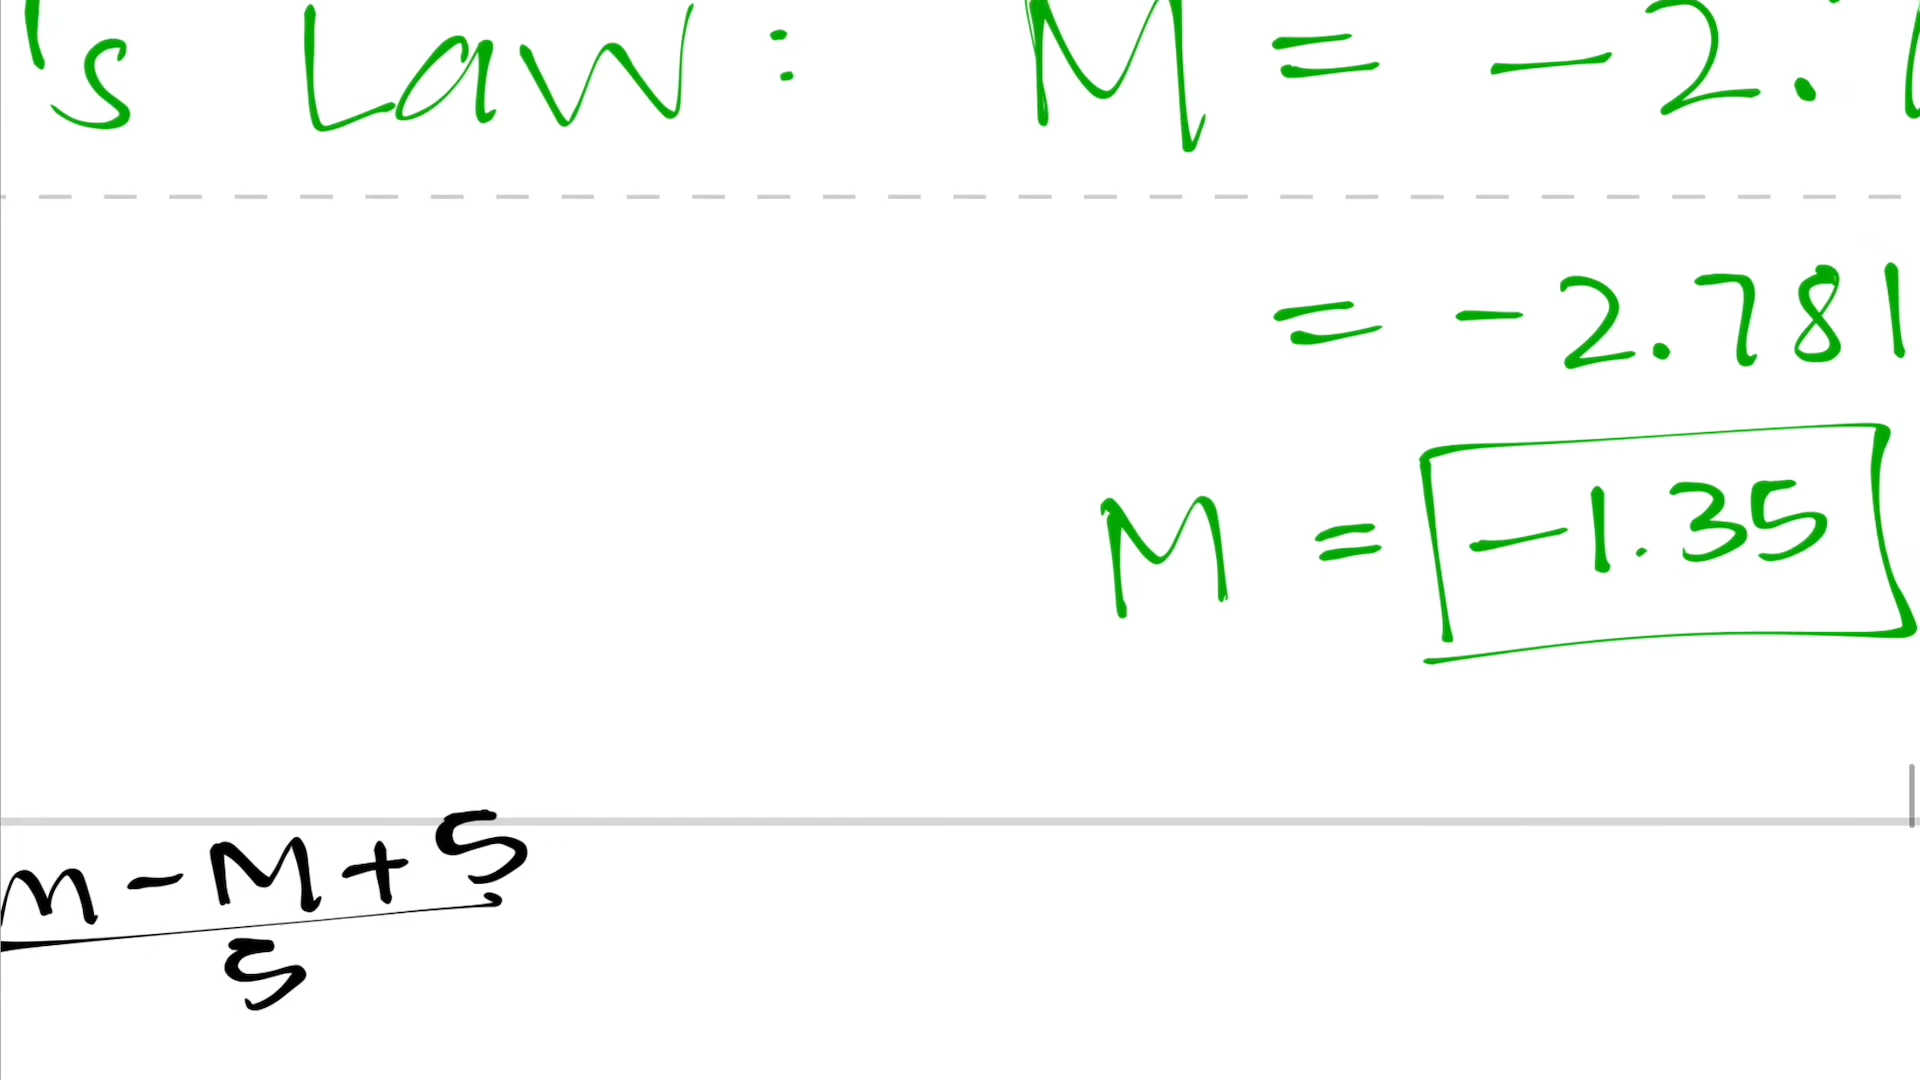 's Law: M = -2.
= -2.781
M = -1.35
m - M + 5
5